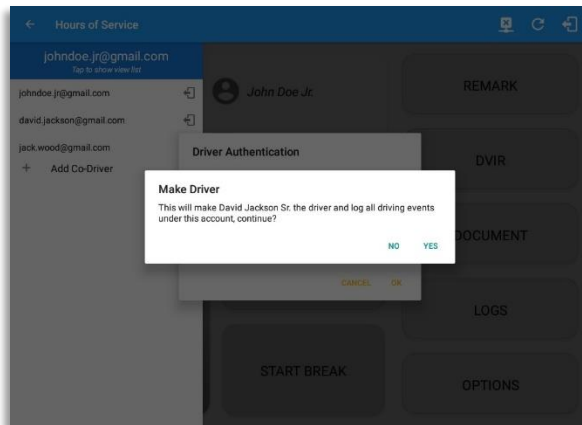 Hours of Service
johndoe.jr@gmail.com
Tap to show view list
johndoe.jr@gmail.com
david.jackson@gmail.com
jack.wood@gmail.com
+ Add Co-Driver
John Doe Jr.
REMARK
DVIR
DOCUMENT
LOGS
OPTIONS
START BREAK
Driver Authentication
Make Driver
This will make David Jackson Sr. the driver and log all driving events
under this account, continue?
NO YES
CANCEL OK